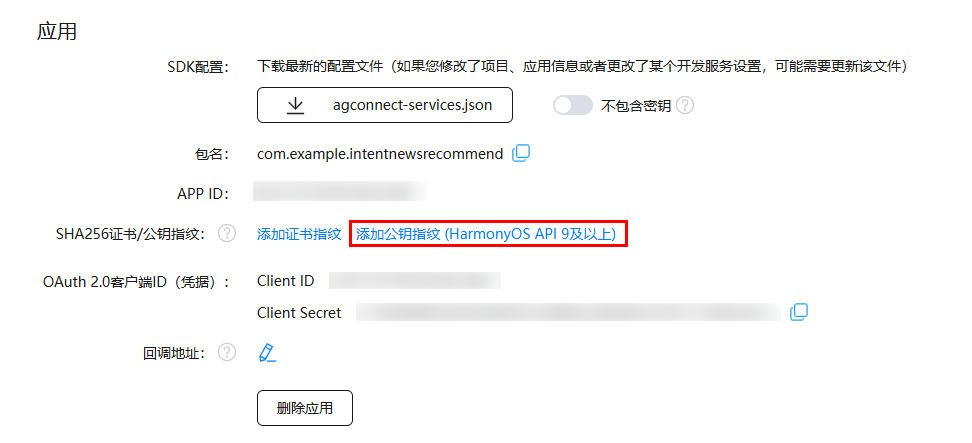 应用
SDK配置： 下载最新的配置文件（如果您修改了项目、应用信息或者更改了某个开发服务设置，可能需要更新该文件）
agconnect-services.json 不包含密钥 ?
包名： com.example.intentnewsrecommend
APP ID：
SHA256证书/公钥指纹： ? 添加证书指纹 添加公钥指纹 (HarmonyOS API 9及以上)
OAuth 2.0客户端ID（凭据）： Client ID
Client Secret
回调地址： ?
删除应用